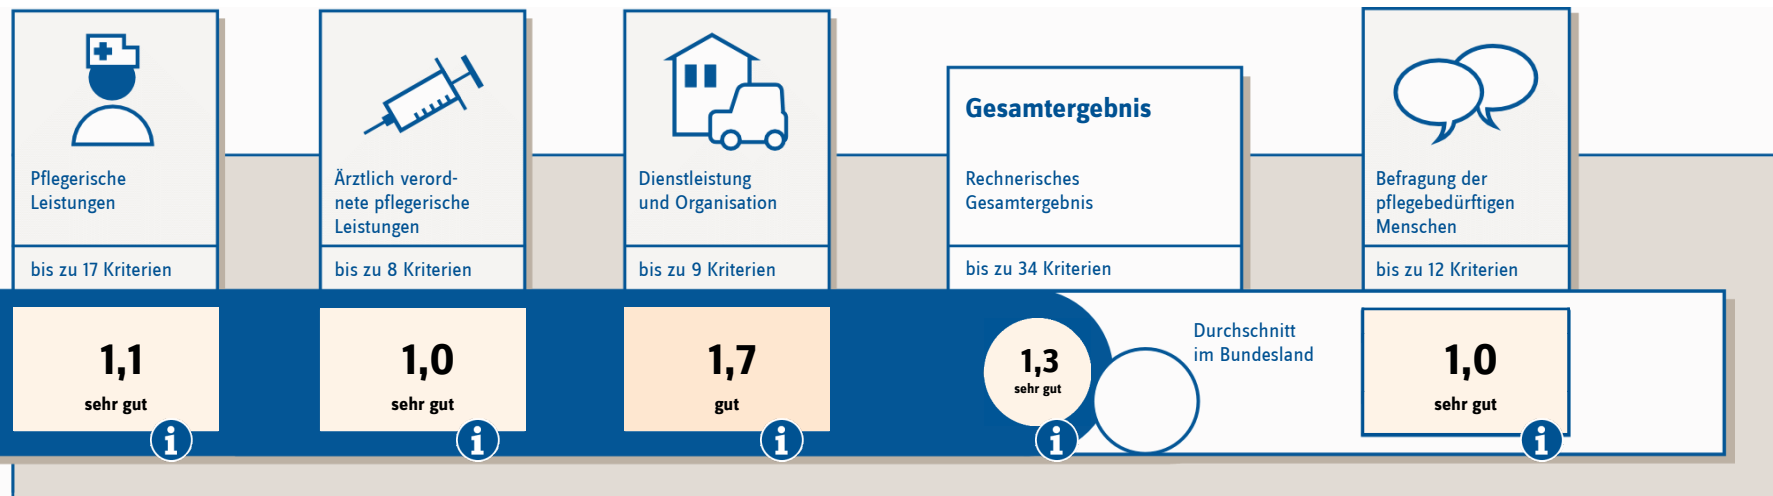 Pflegerische
Leistungen
bis zu 17 Kriterien
1,1
sehr gut
i
Ärztlich verord-
nete pflegerische
Leistungen
bis zu 8 Kriterien
1,0
sehr gut
i
Dienstleistung
und Organisation
bis zu 9 Kriterien
1,7
gut
i
Gesamtergebnis
Rechnerisches
Gesamtergebnis
bis zu 34 Kriterien
1,3
sehr gut
i
Durchschnitt
im Bundesland
Befragung der
pflegebedürftigen
Menschen
bis zu 12 Kriterien
1,0
sehr gut
i